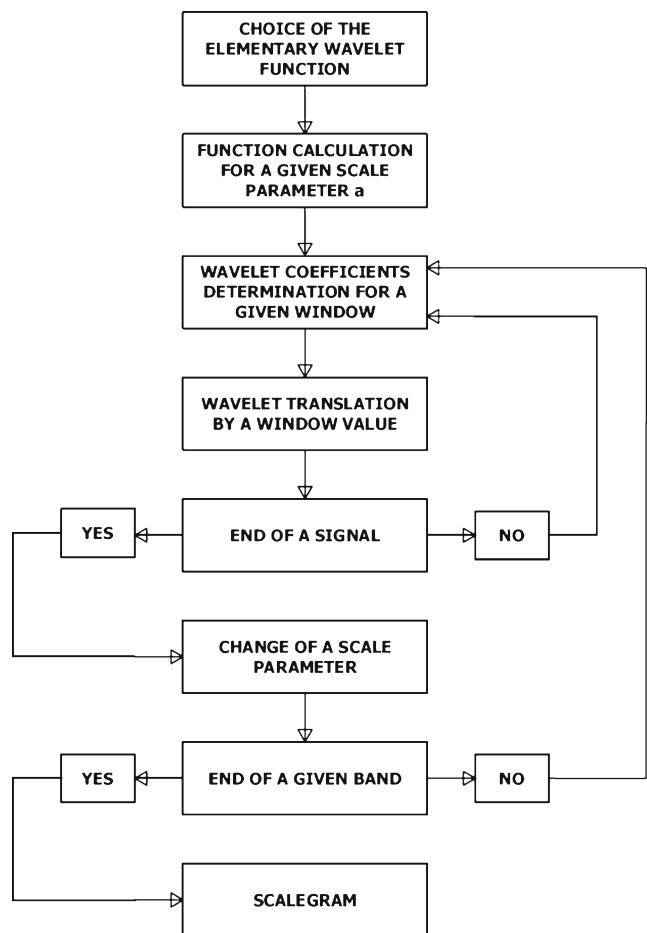 CHOICE OF THE
ELEMENTARY WAVELET
FUNCTION
FUNCTION CALCULATION
FOR A GIVEN SCALE
PARAMETER a
WAVELET COEFFICIENTS
DETERMINATION FOR A
GIVEN WINDOW
WAVELET TRANSLATION
BY A WINDOW VALUE
YES
END OF A SIGNAL
NO
CHANGE OF A SCALE
PARAMETER
YES
END OF A GIVEN BAND
NO
SCALEGRAM